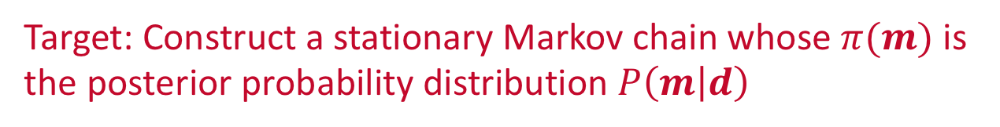 Target: Construct a stationary Markov chain whose π(m) is
the posterior probability distribution P(m|d)